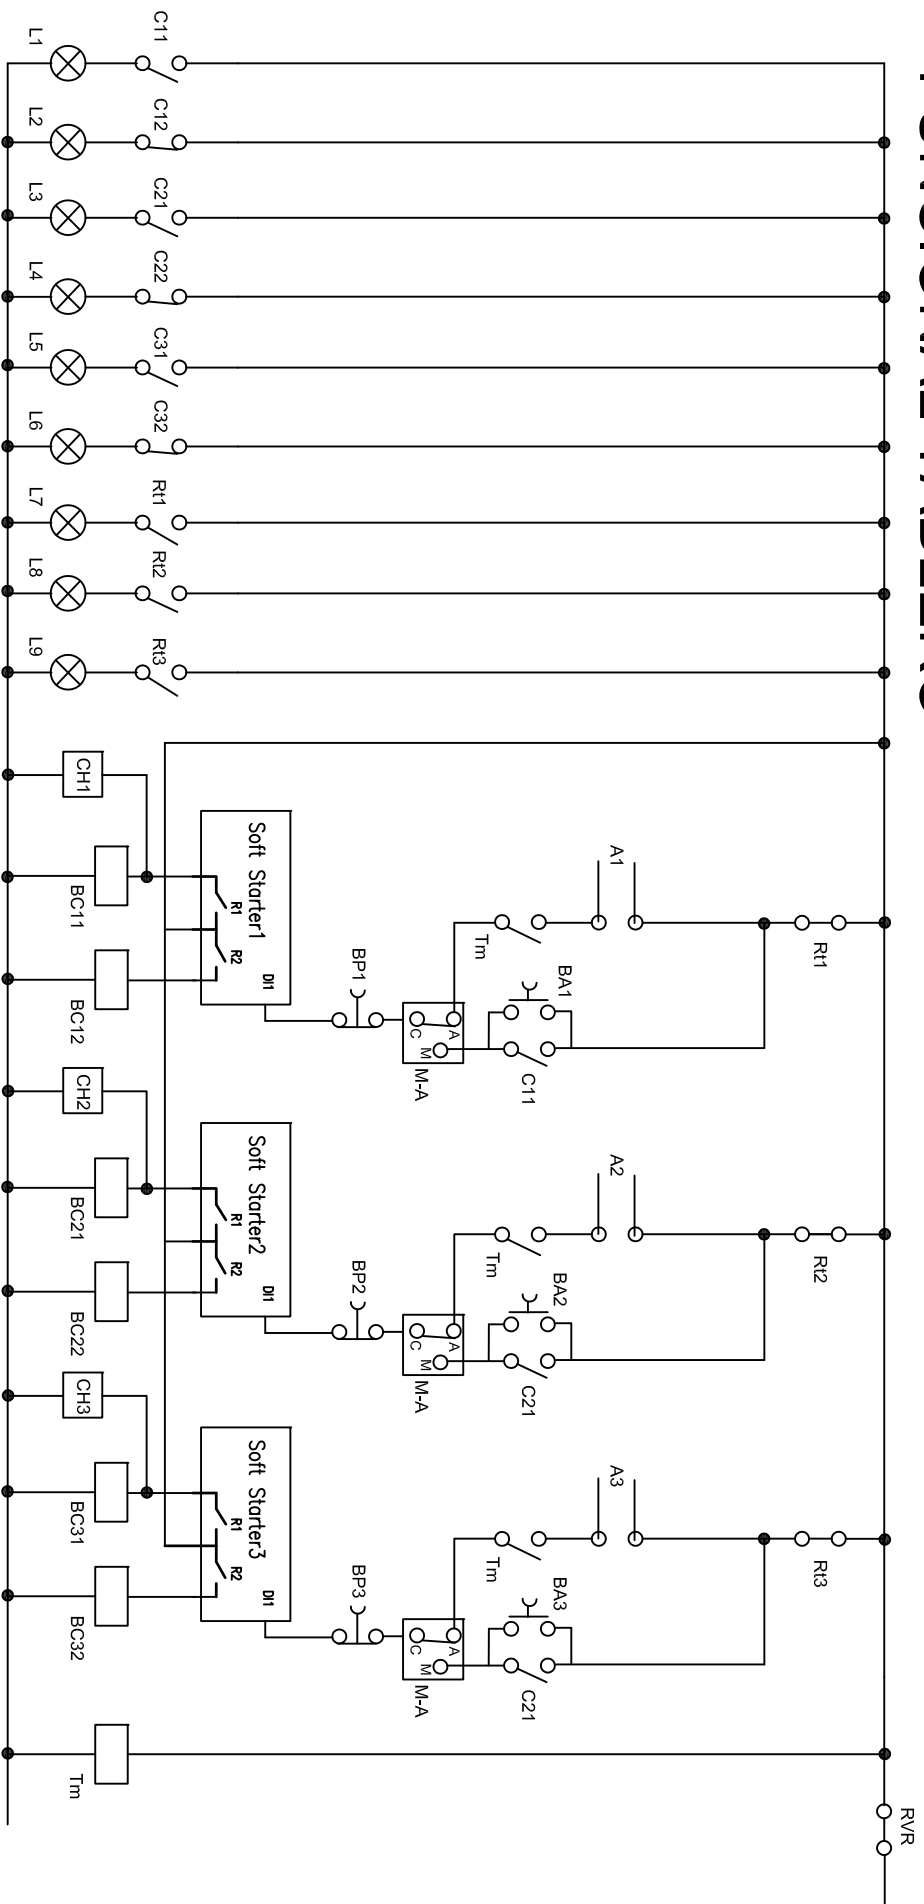 RVR
Rt1
Rt2
Rt3
A1
A2
A3
BA1
BA2
BA3
C11
C21
C21
Tm
Tm
Tm
A
C
M
M-A
A
C
M
M-A
A
C
M
M-A
BP1
BP2
BP3
Soft Starter1
R1
R2
DI1
Soft Starter2
R1
R2
DI1
Soft Starter3
R1
R2
DI1
C11
C12
C21
C22
C31
C32
Rt1
Rt2
Rt3
CH1
BC11
BC12
CH2
BC21
BC22
CH3
BC31
BC32
Tm
L1
L2
L3
L4
L5
L6
L7
L8
L9